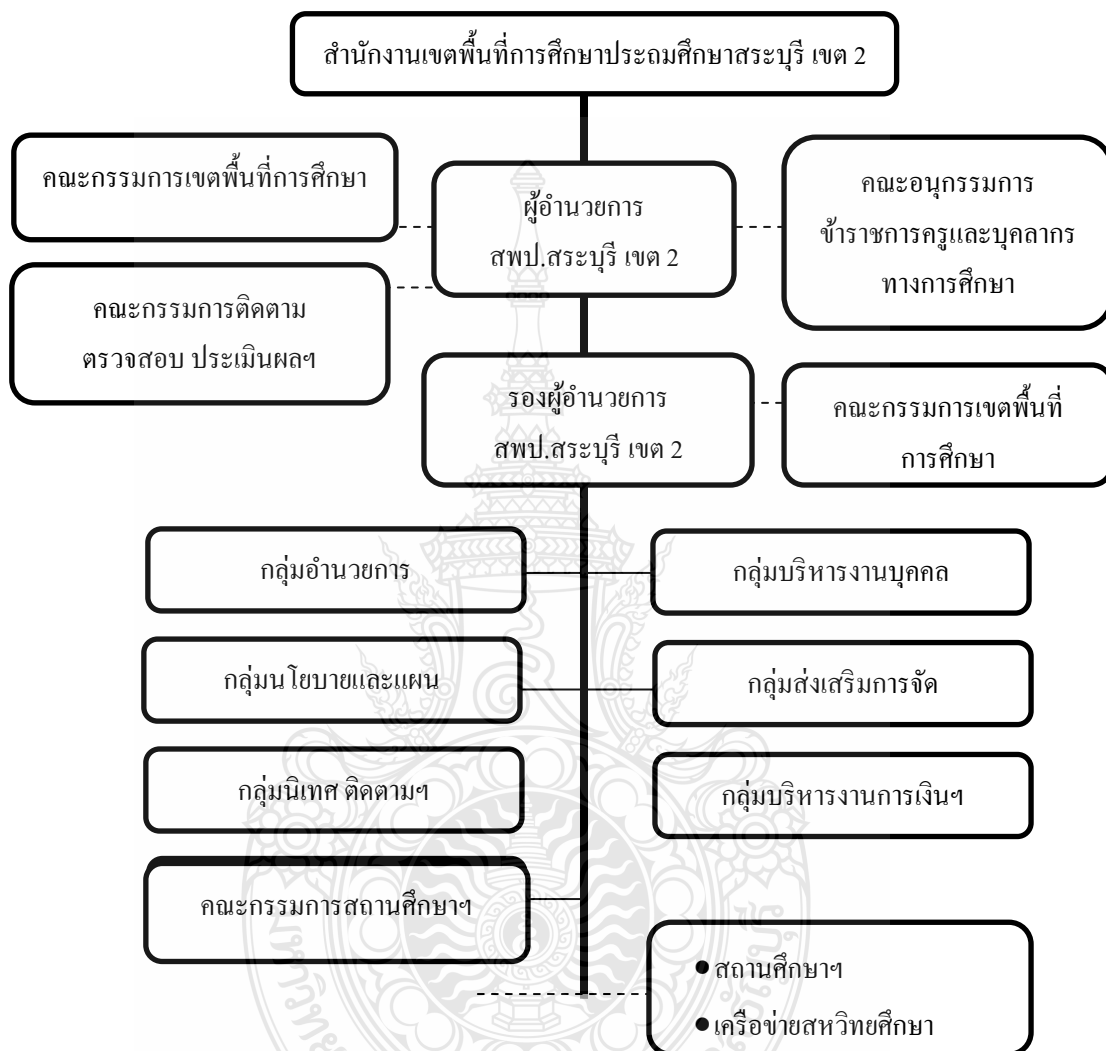 สำนักงานเขตพื้นที่การศึกษาประถมศึกษาสระบุรี เขต 2
คณะกรรมการเขตพื้นที่การศึกษา
ผู้อำนวยการ
สพป.สระบุรี เขต 2
คณะอนุกรรมการ
ข้าราชการครูและบุคลากร
ทางการศึกษา
คณะกรรมการติดตาม
ตรวจสอบ ประเมินผลฯ
รองผู้อำนวยการ
สพป.สระบุรี เขต 2
คณะกรรมการเขตพื้นที่
การศึกษา
กลุ่มอำนวยการ
กลุ่มบริหารงานบุคคล
กลุ่มนโยบายและแผน
กลุ่มส่งเสริมการจัด
กลุ่มนิเทศ ติดตามฯ
กลุ่มบริหารงานการเงินฯ
คณะกรรมการสถานศึกษาฯ
● สถานศึกษาฯ
● เครือข่ายสหวิทยศึกษา